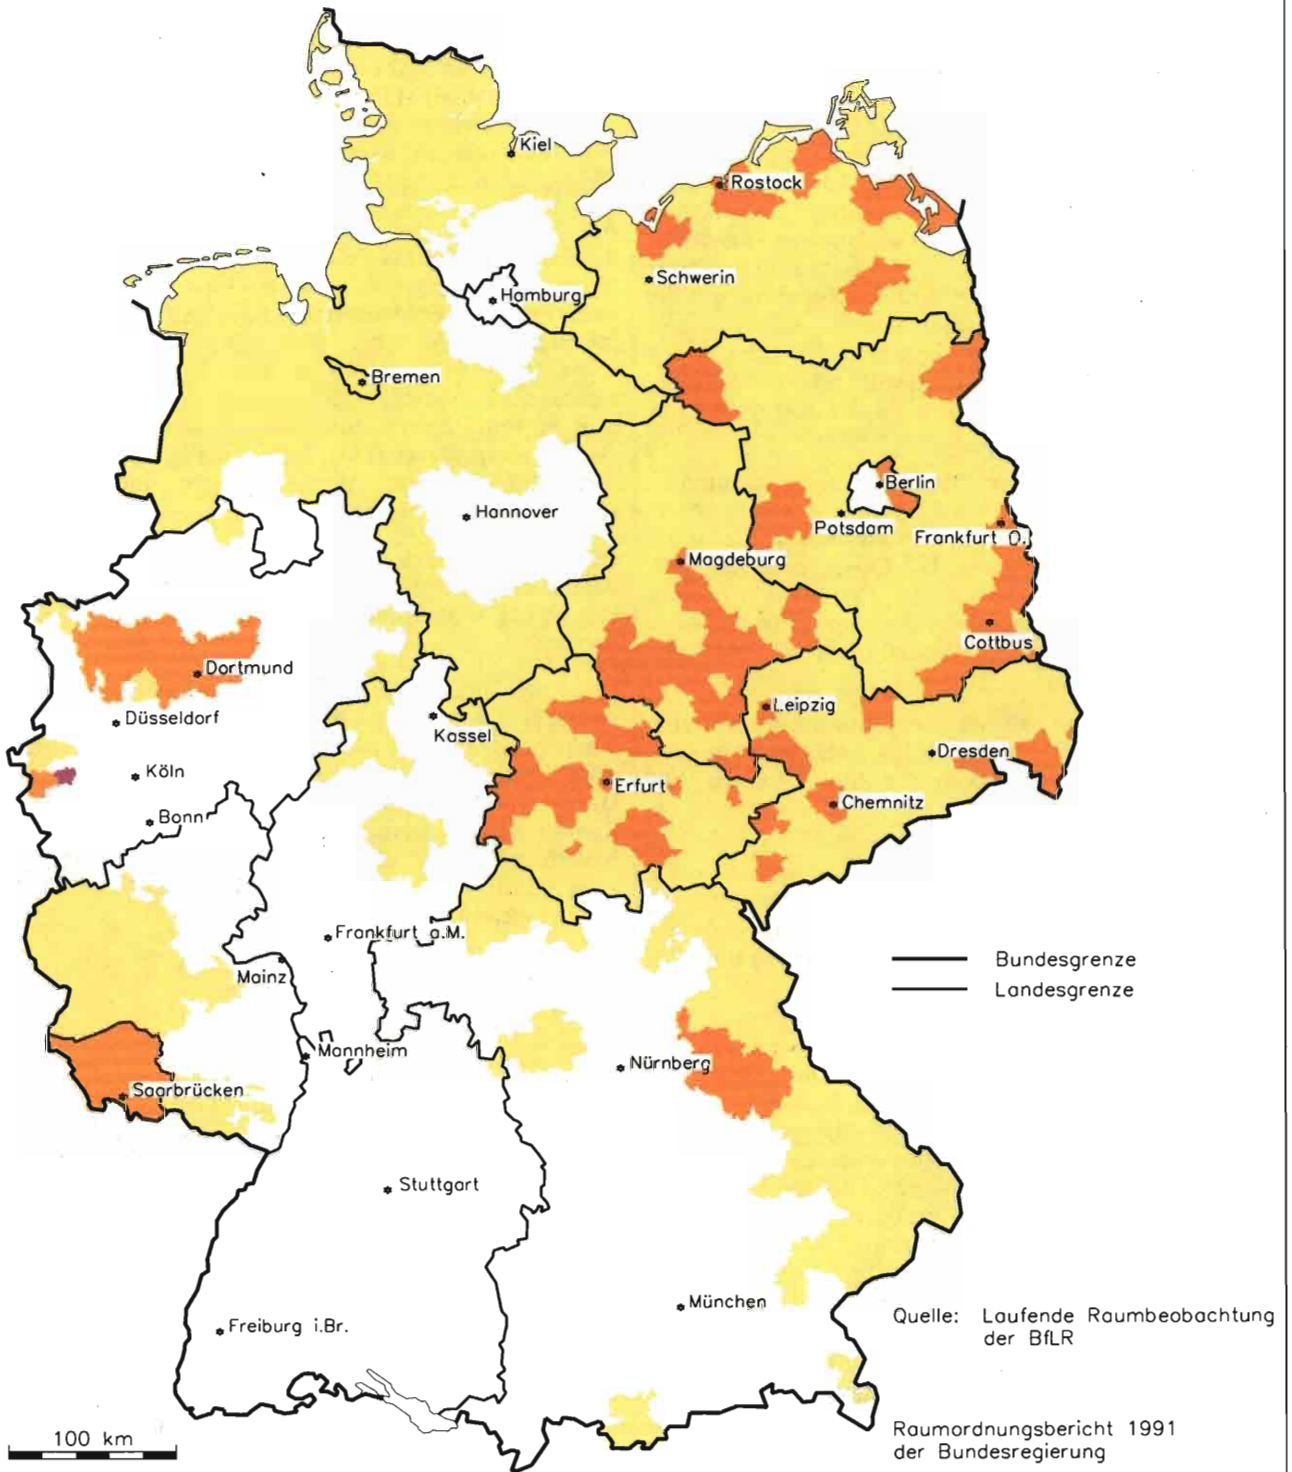 Kiel
Rostock
Schwerin
Hamburg
Bremen
Berlin
Hannover
Potsdam
Frankfurt O.
Magdeburg
Cottbus
Dortmund
Leipzig
Düsseldorf
Kassel
Dresden
Köln
Erfurt
Chemnitz
Bonn
Frankfurt a.M.
Bundesgrenze
Mainz
Landesgrenze
Mannheim
Nürnberg
Saarbrücken
Stuttgart
München
Quelle: Laufende Raumbeobachtung
der BfLR
Freiburg i.Br.
Raumordnungsbericht 1991
der Bundesregierung
100 km